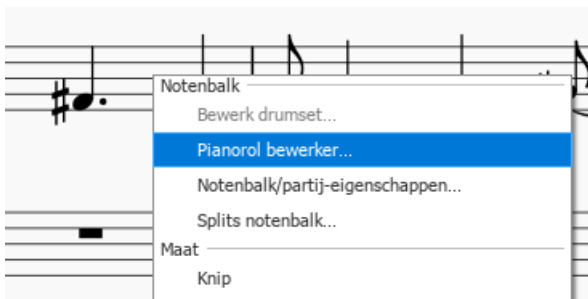 Notenbalk
Bewerk drumset...
Pianorol bewerker...
Notenbalk/partij-eigenschappen...
Splits notenbalk...
Maat
Knip